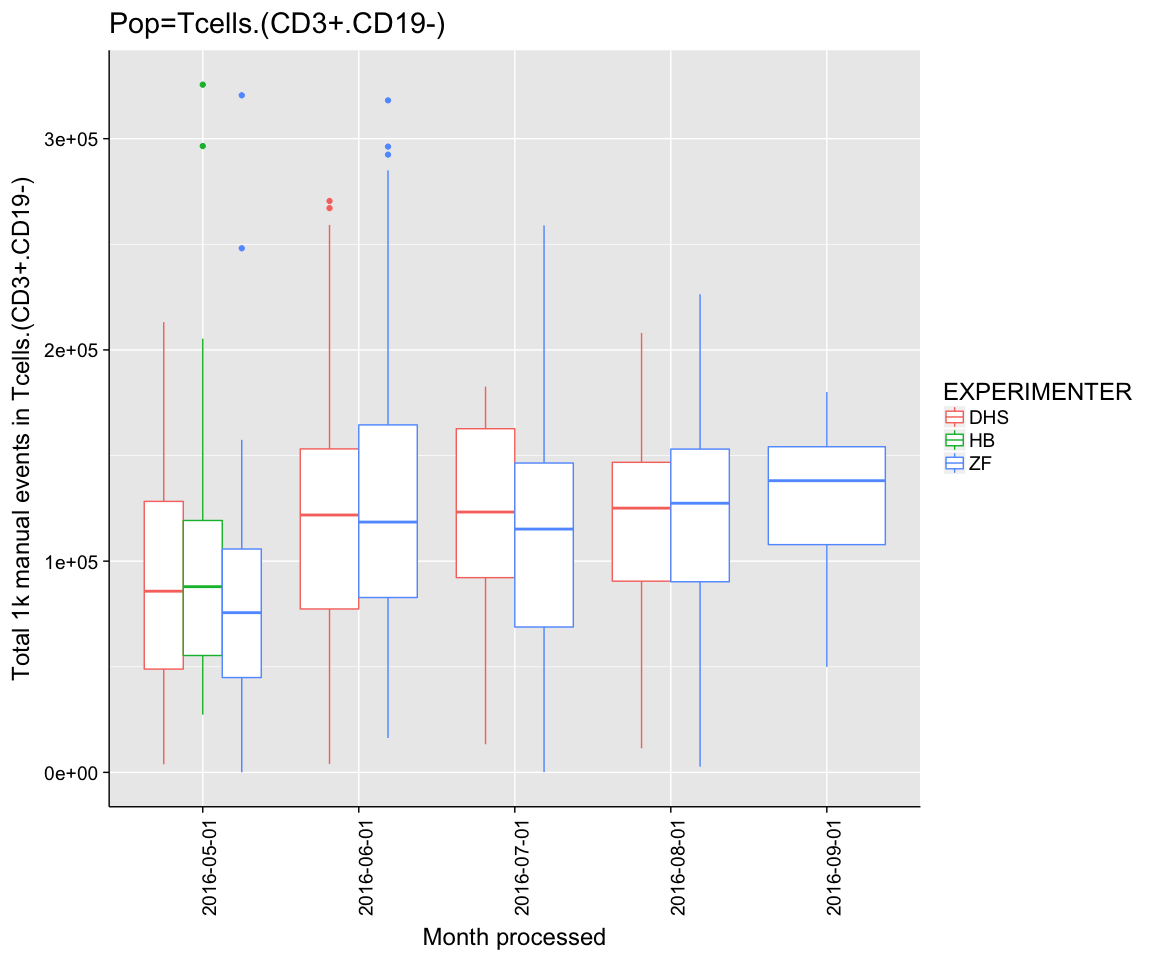 Pop=Tcells.(CD3+.CD19-)
Total 1k manual events in Tcells.(CD3+.CD19-)
3e+05
2e+05
1e+05
0e+00
2016-05-01
2016-06-01
2016-07-01
2016-08-01
2016-09-01
Month processed
EXPERIMENTER
DHS
HB
ZF